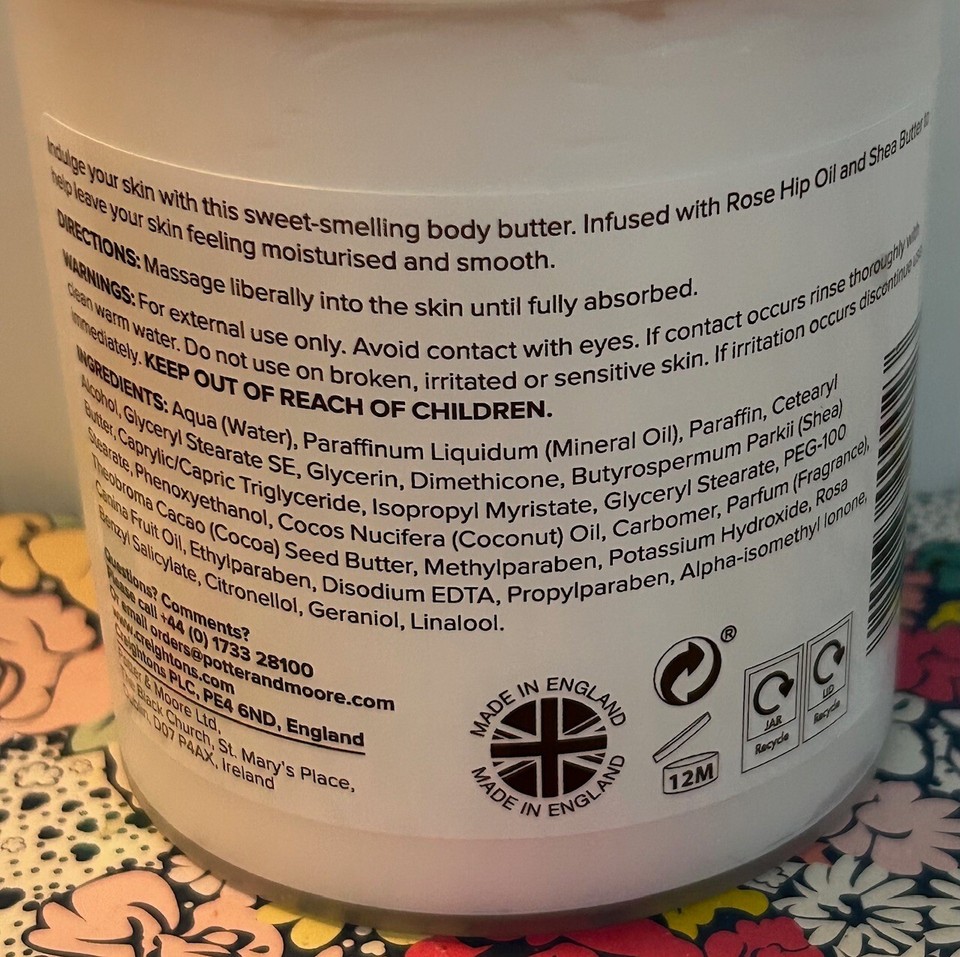 Indulge your skin with this sweet-smelling body butter. Infused with Rose Hip Oil and Shea Butter to
help leave your skin feeling moisturised and smooth.
DIRECTIONS: Massage liberally into the skin until fully absorbed.
WARNINGS: For external use only. Avoid contact with eyes. If contact occurs rinse thoroughly with
clean warm water. Do not use on broken, irritated or sensitive skin. If irritation occurs discontinue use
immediately. KEEP OUT OF REACH OF CHILDREN.
INGREDIENTS: Aqua (Water), Paraffinum Liquidum (Mineral Oil), Paraffin, Cetearyl
Alcohol, Glyceryl Stearate SE, Glycerin, Dimethicone, Butyrospermum Parkii (Shea)
Butter, Caprylic/Capric Triglyceride, Isopropyl Myristate, Glyceryl Stearate, PEG-100
Stearate, Phenoxyethanol, Cocos Nucifera (Coconut) Oil, Carbomer, Parfum (Fragrance),
Theobroma Cacao (Cocoa) Seed Butter, Methylparaben, Potassium Hydroxide, Rosa
Canina Fruit Oil, Ethylparaben, Disodium EDTA, Propylparaben, Alpha-isomethyl Ionone,
Benzyl Salicylate, Citronellol, Geraniol, Linalool.
Questions? Comments?
Please call +44 (0) 1733 28100
Or email orders@potterandmoore.com
www.creightons.com
Creightons PLC, PE4 6ND, England
Potter & Moore Ltd,
The Black Church, St. Mary's Place,
Dublin, D07 P4AX, Ireland
MADE IN ENGLAND
MADE IN ENGLAND
®
12M
JAR
Recycle
LID
Recycle